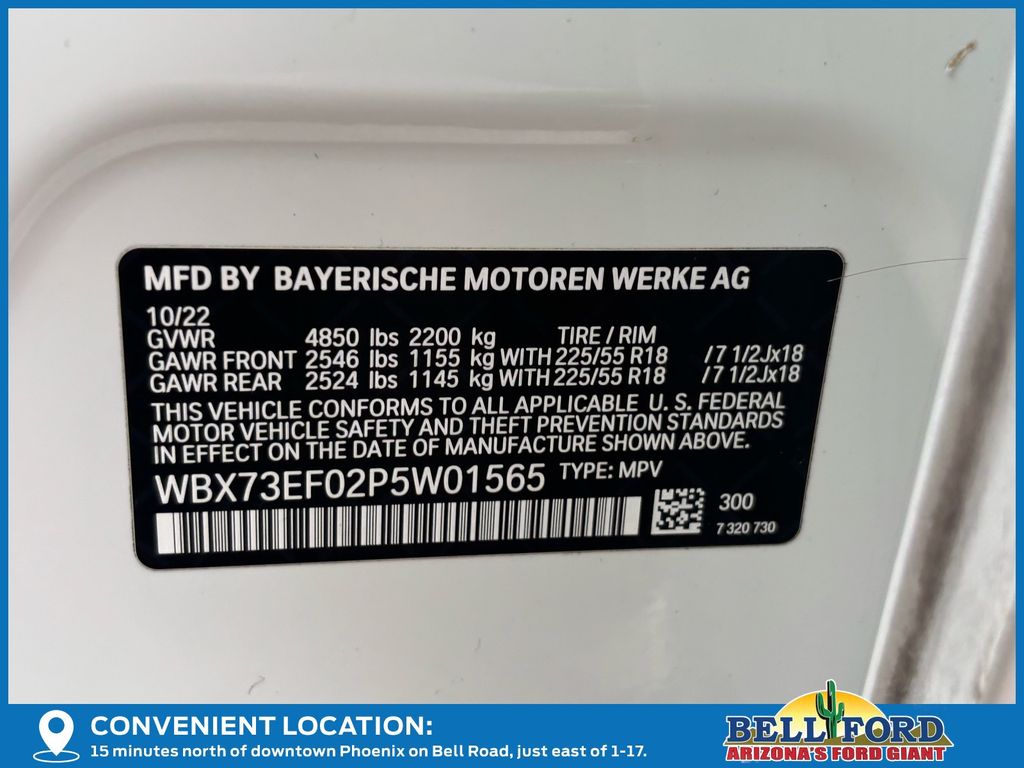 MFD BY BAYERISCHE MOTOREN WERKE AG
10/22
GVWR 4850 lbs 2200 kg TIRE / RIM
GAWR FRONT 2546 lbs 1155 kg WITH 225/55 R18 /7 1/2Jx18
GAWR REAR 2524 lbs 1145 kg WITH 225/55 R18 /7 1/2Jx18
THIS VEHICLE CONFORMS TO ALL APPLICABLE U. S. FEDERAL
MOTOR VEHICLE SAFETY AND THEFT PREVENTION STANDARDS
IN EFFECT ON THE DATE OF MANUFACTURE SHOWN ABOVE.
WBX73EF02P5W01565 TYPE: MPV
300
7 320 730
CONVENIENT LOCATION:
15 minutes north of downtown Phoenix on Bell Road, just east of 1-17.
BELL FORD
ARIZONA'S FORD GIANT